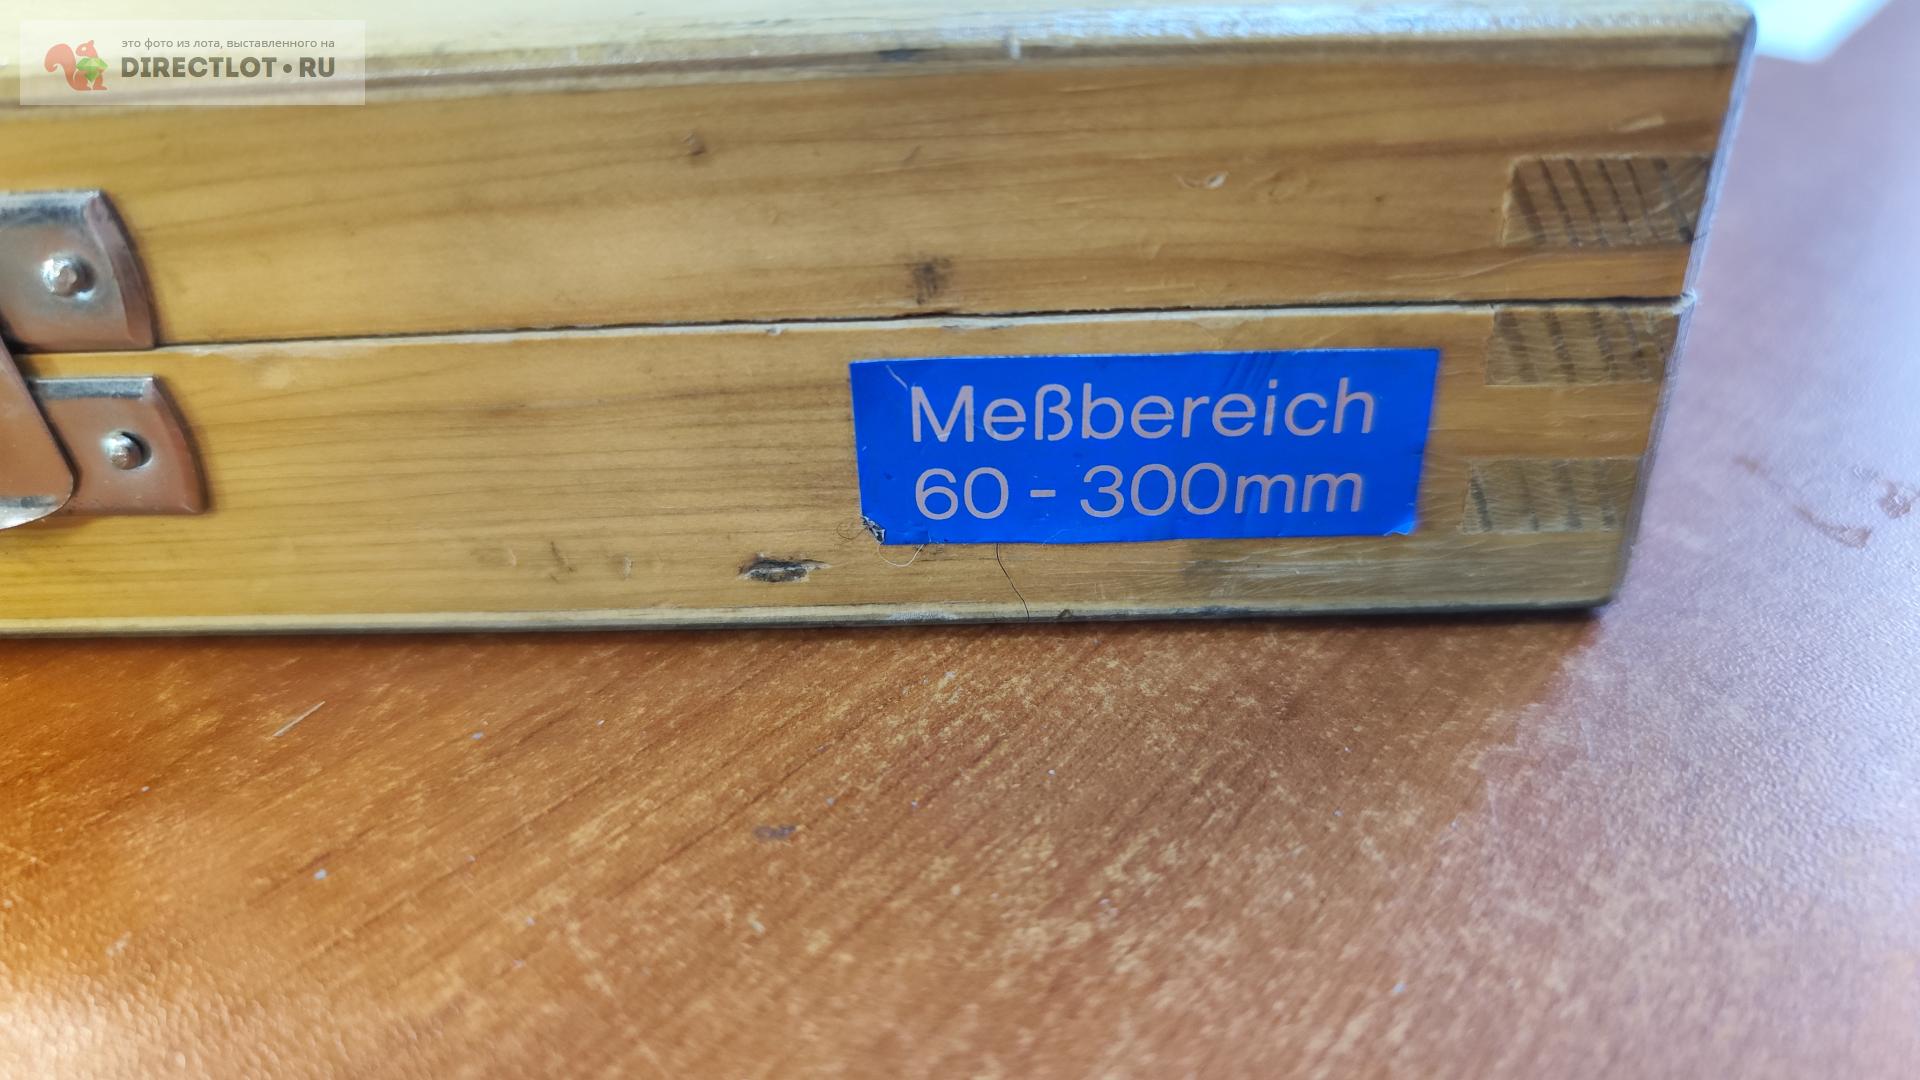 это фото из лота, выставленного на
DIRECTLOT•RU
Meßbereich
60 - 300mm